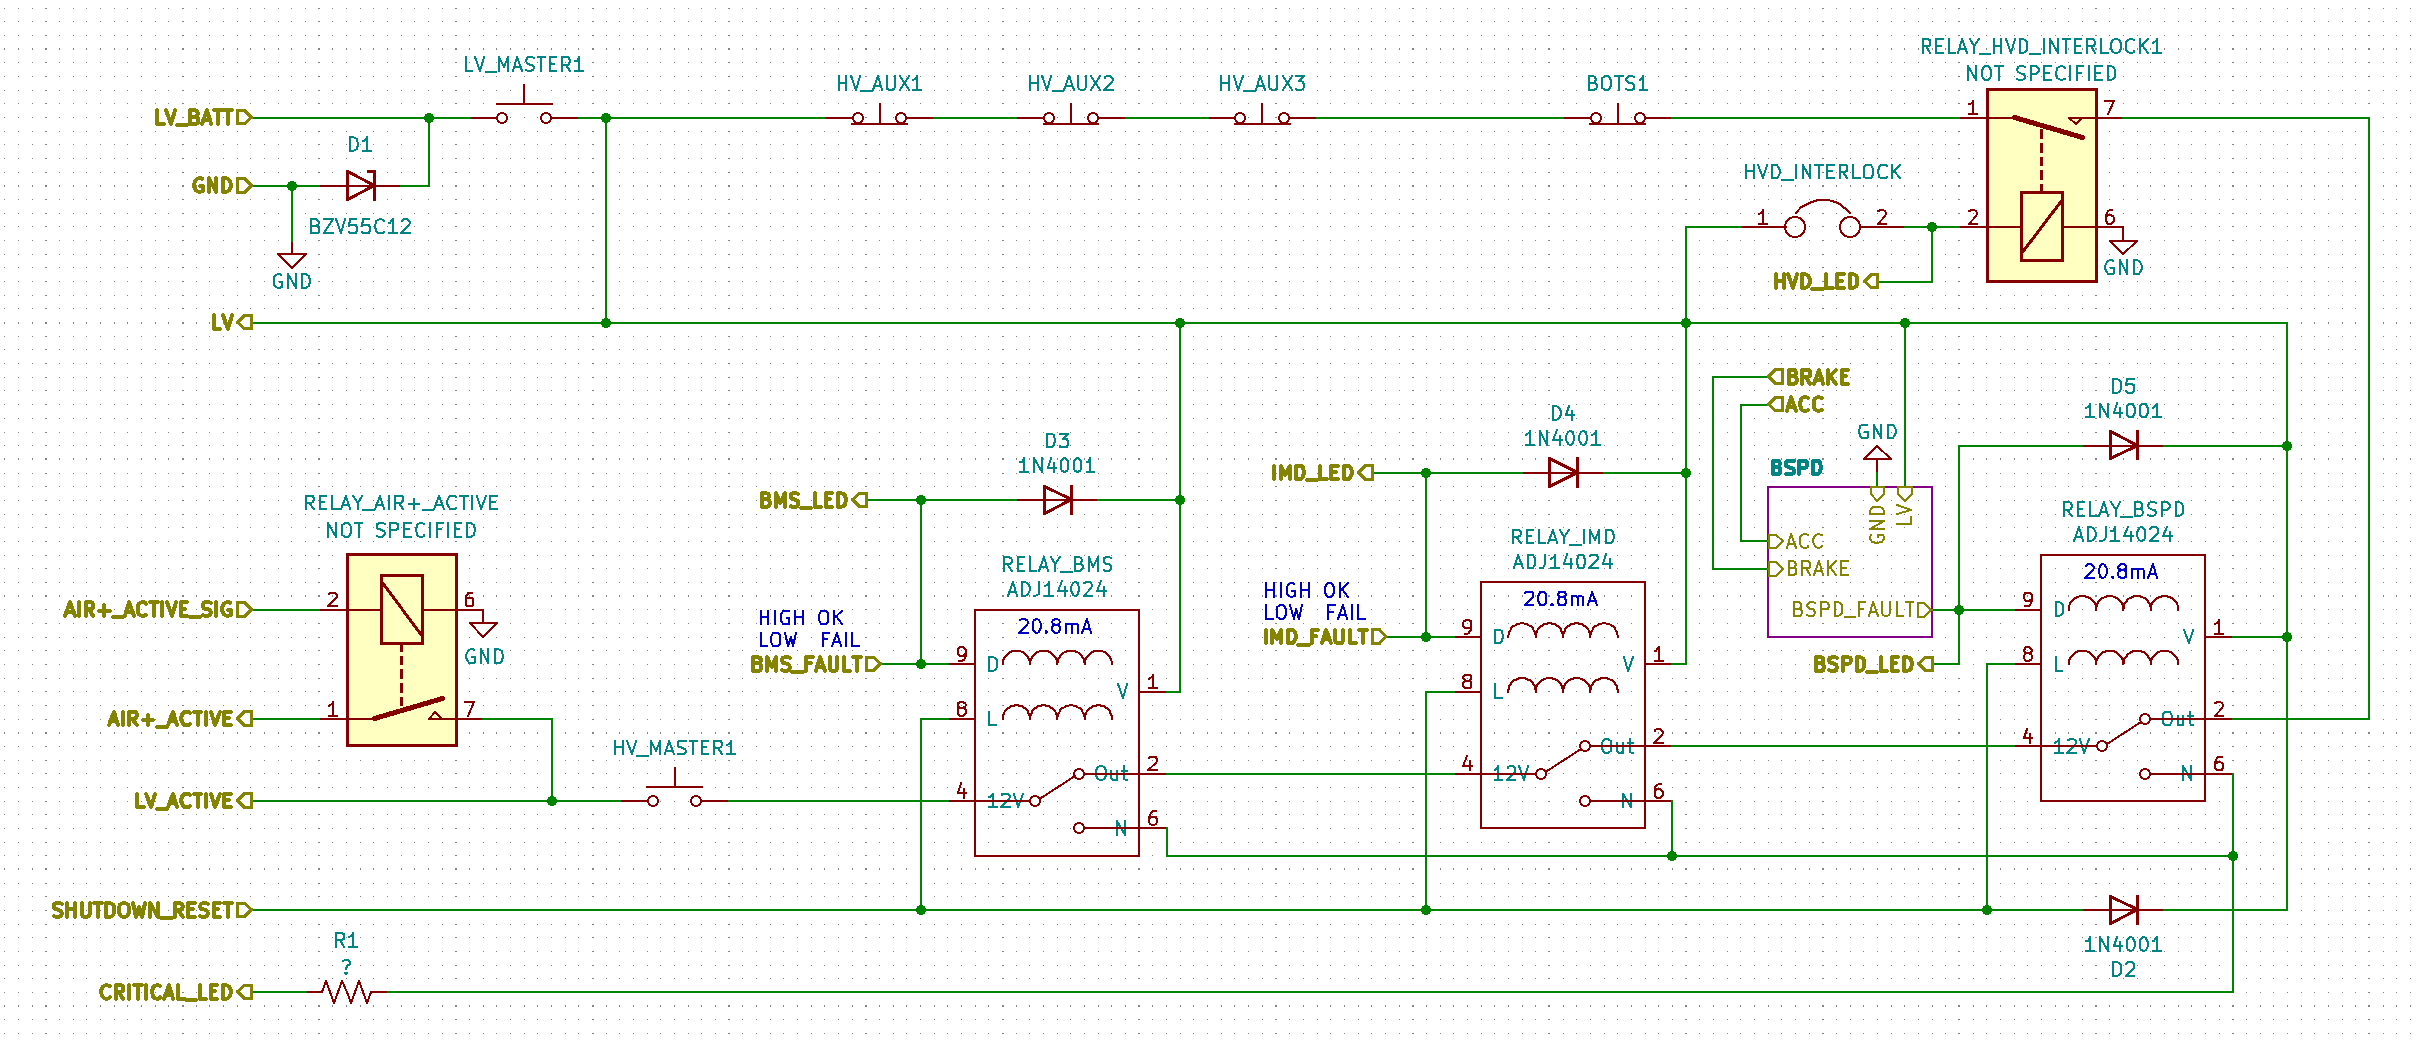 RELAY_HVD_INTERLOCK1
NOT SPECIFIED
LV_MASTER1
HV_AUX1
HV_AUX2
HV_AUX3
BOTS1
LV_BATT
1
7
D1
HVD_INTERLOCK
GND
BZV55C12
1
2
2
6
GND
HVD_LED
GND
LV
BRAKE
ACC
D5
1N4001
D4
1N4001
GND
D3
1N4001
BSPD
IMD_LED
BMS_LED
RELAY_AIR+_ACTIVE
NOT SPECIFIED
RELAY_BSPD
ADJ14024
GND
LV
RELAY_IMD
ADJ14024
ACC
BRAKE
RELAY_BMS
ADJ14024
20.8mA
HIGH OK
LOW FAIL
20.8mA
AIR+_ACTIVE_SIG
2
6
BSPD_FAULT
9
D
V
1
HIGH OK
LOW FAIL
20.8mA
IMD_FAULT
9
D
V
1
GND
BMS_FAULT
9
D
V
1
BSPD_LED
8
L
8
L
AIR+_ACTIVE
1
7
8
L
Out
2
HV_MASTER1
Out
2
4
12V
4
12V
Out
2
N
6
LV_ACTIVE
4
12V
N
6
N
6
SHUTDOWN_RESET
1N4001
D2
R1
?
CRITICAL_LED